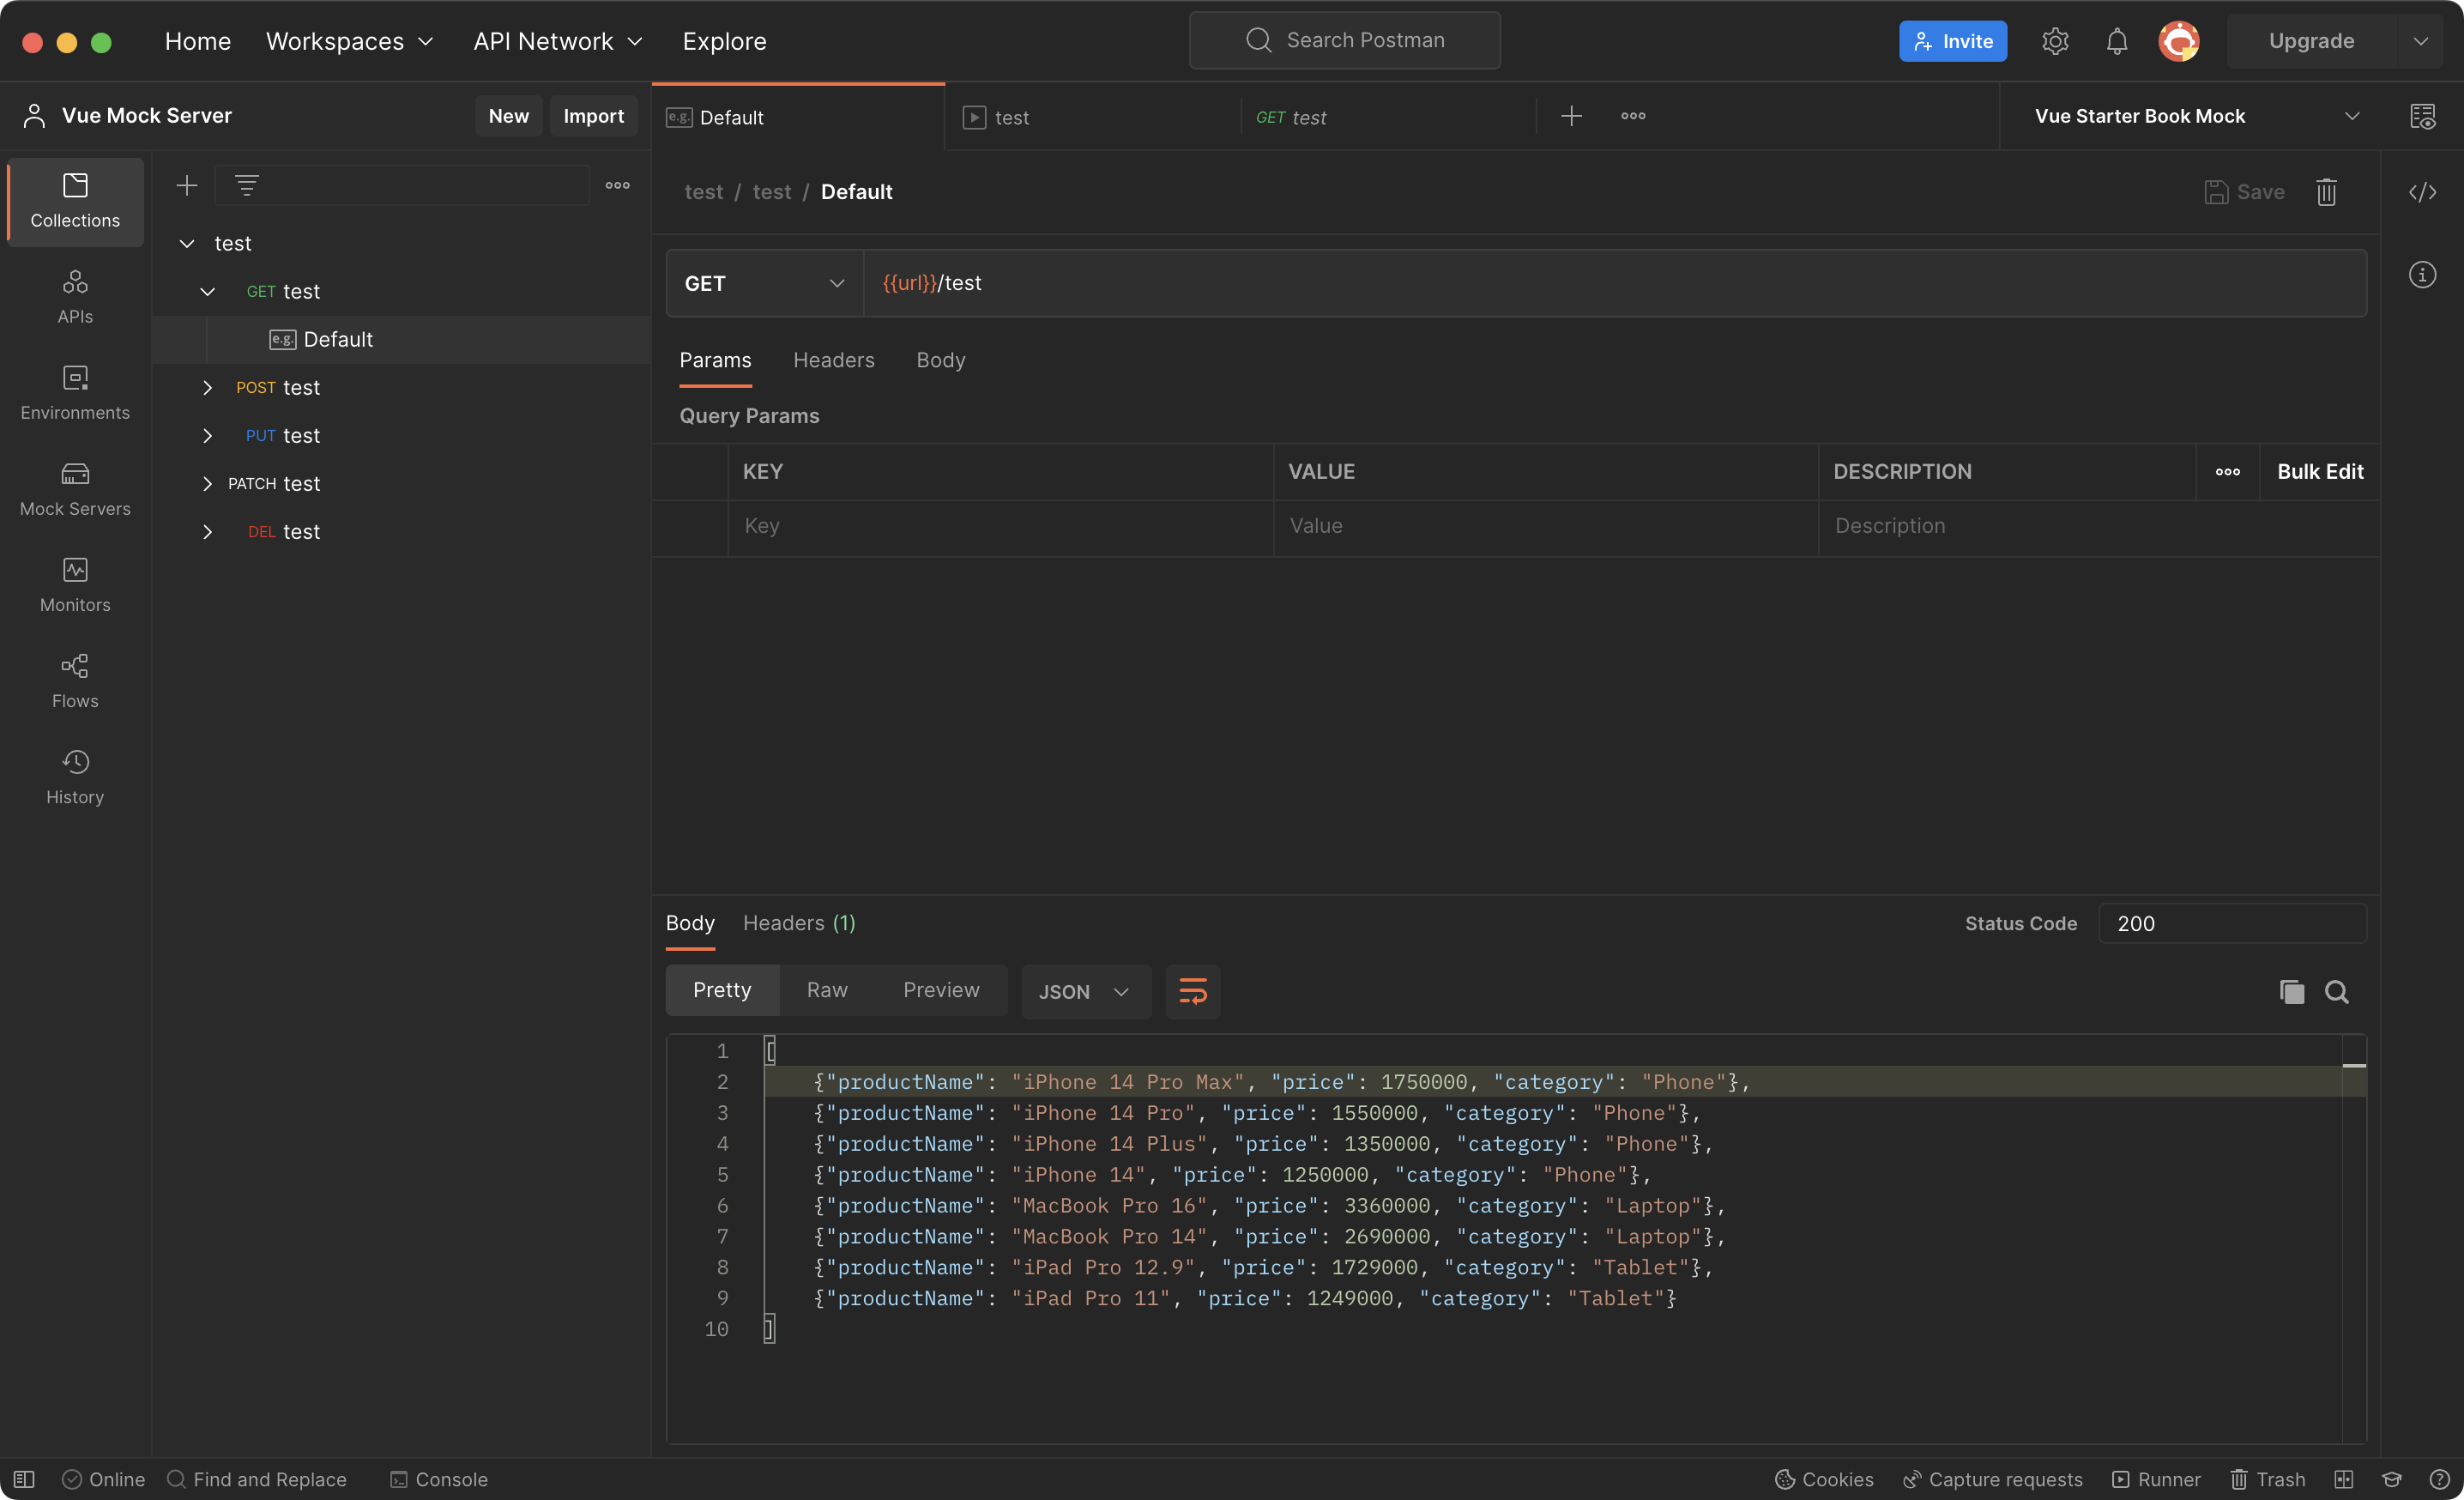 Home Workspaces API Network Explore Search Postman Invite Upgrade
Vue Mock Server New Import
e.g. Default test GET test Vue Starter Book Mock
Collections
APIs
Environments
Mock Servers
Monitors
Flows
History
test
GET test
e.g. Default
POST test
PUT test
PATCH test
DEL test
test / test / Default Save
GET {{url}}/test
Params Headers Body
Query Params
KEY VALUE DESCRIPTION Bulk Edit
Key Value Description
Body Headers (1) Status Code 200
Pretty Raw Preview JSON
1 [
2 {"productName": "iPhone 14 Pro Max", "price": 1750000, "category": "Phone"},
3 {"productName": "iPhone 14 Pro", "price": 1550000, "category": "Phone"},
4 {"productName": "iPhone 14 Plus", "price": 1350000, "category": "Phone"},
5 {"productName": "iPhone 14", "price": 1250000, "category": "Phone"},
6 {"productName": "MacBook Pro 16", "price": 3360000, "category": "Laptop"},
7 {"productName": "MacBook Pro 14", "price": 2690000, "category": "Laptop"},
8 {"productName": "iPad Pro 12.9", "price": 1729000, "category": "Tablet"},
9 {"productName": "iPad Pro 11", "price": 1249000, "category": "Tablet"}
10 ]
Online Find and Replace Console Cookies Capture requests Runner Trash